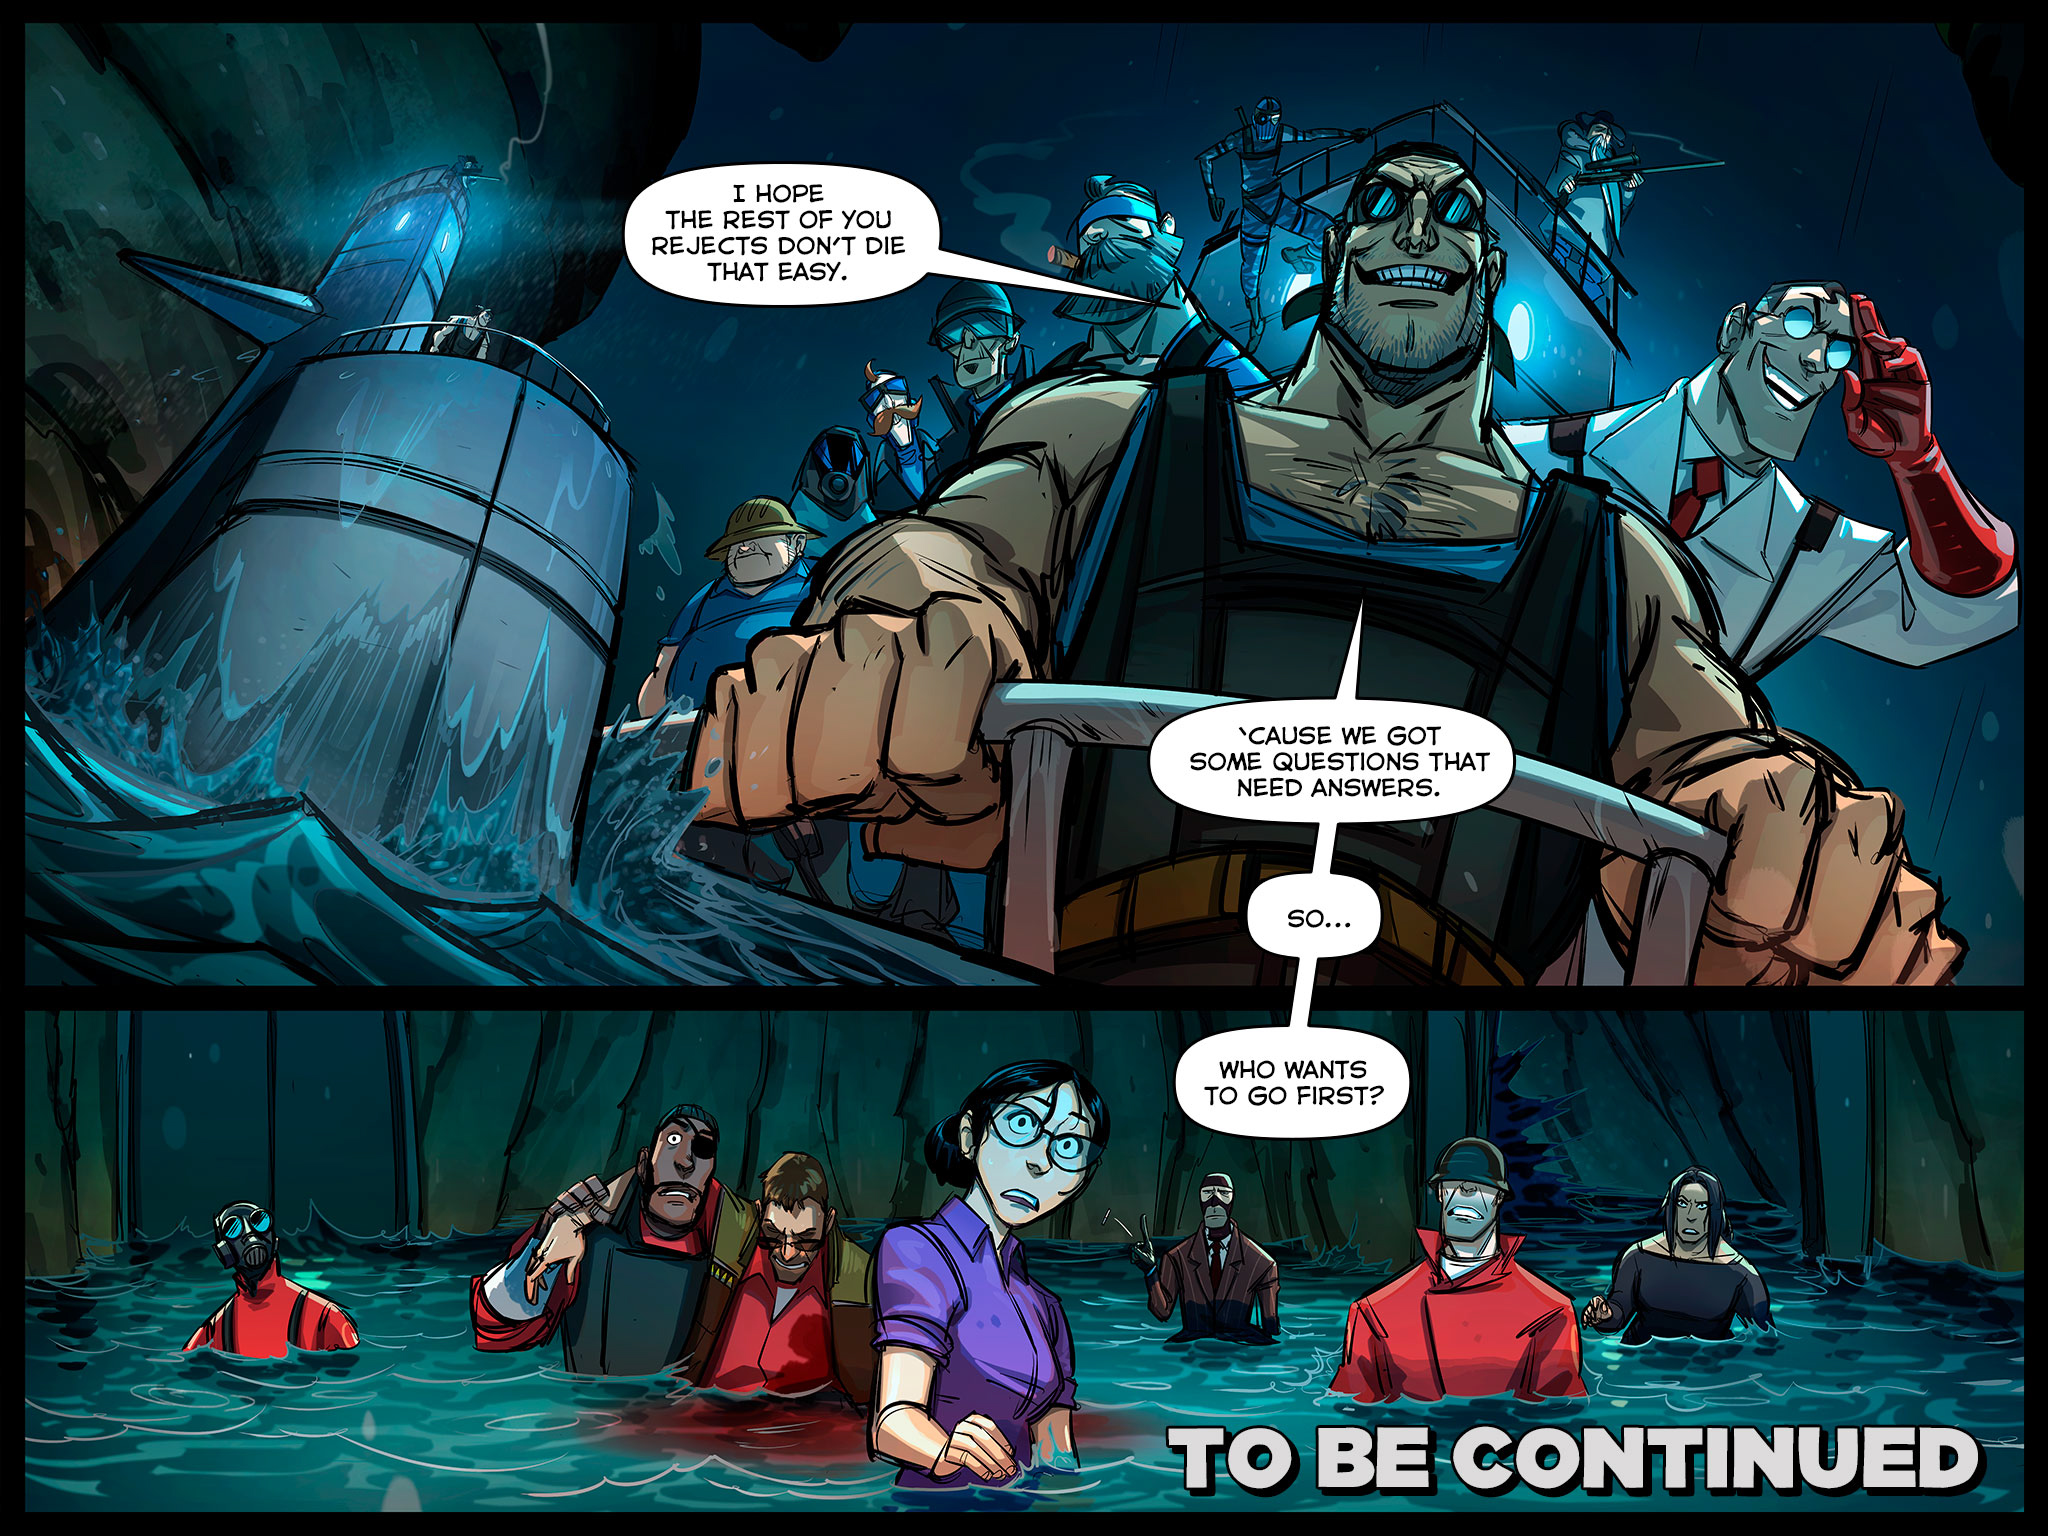 I HOPE
THE REST OF YOU
REJECTS DON'T DIE
THAT EASY.
'CAUSE WE GOT
SOME QUESTIONS THAT
NEED ANSWERS.
SO...
WHO WANTS
TO GO FIRST?
TO BE CONTINUED